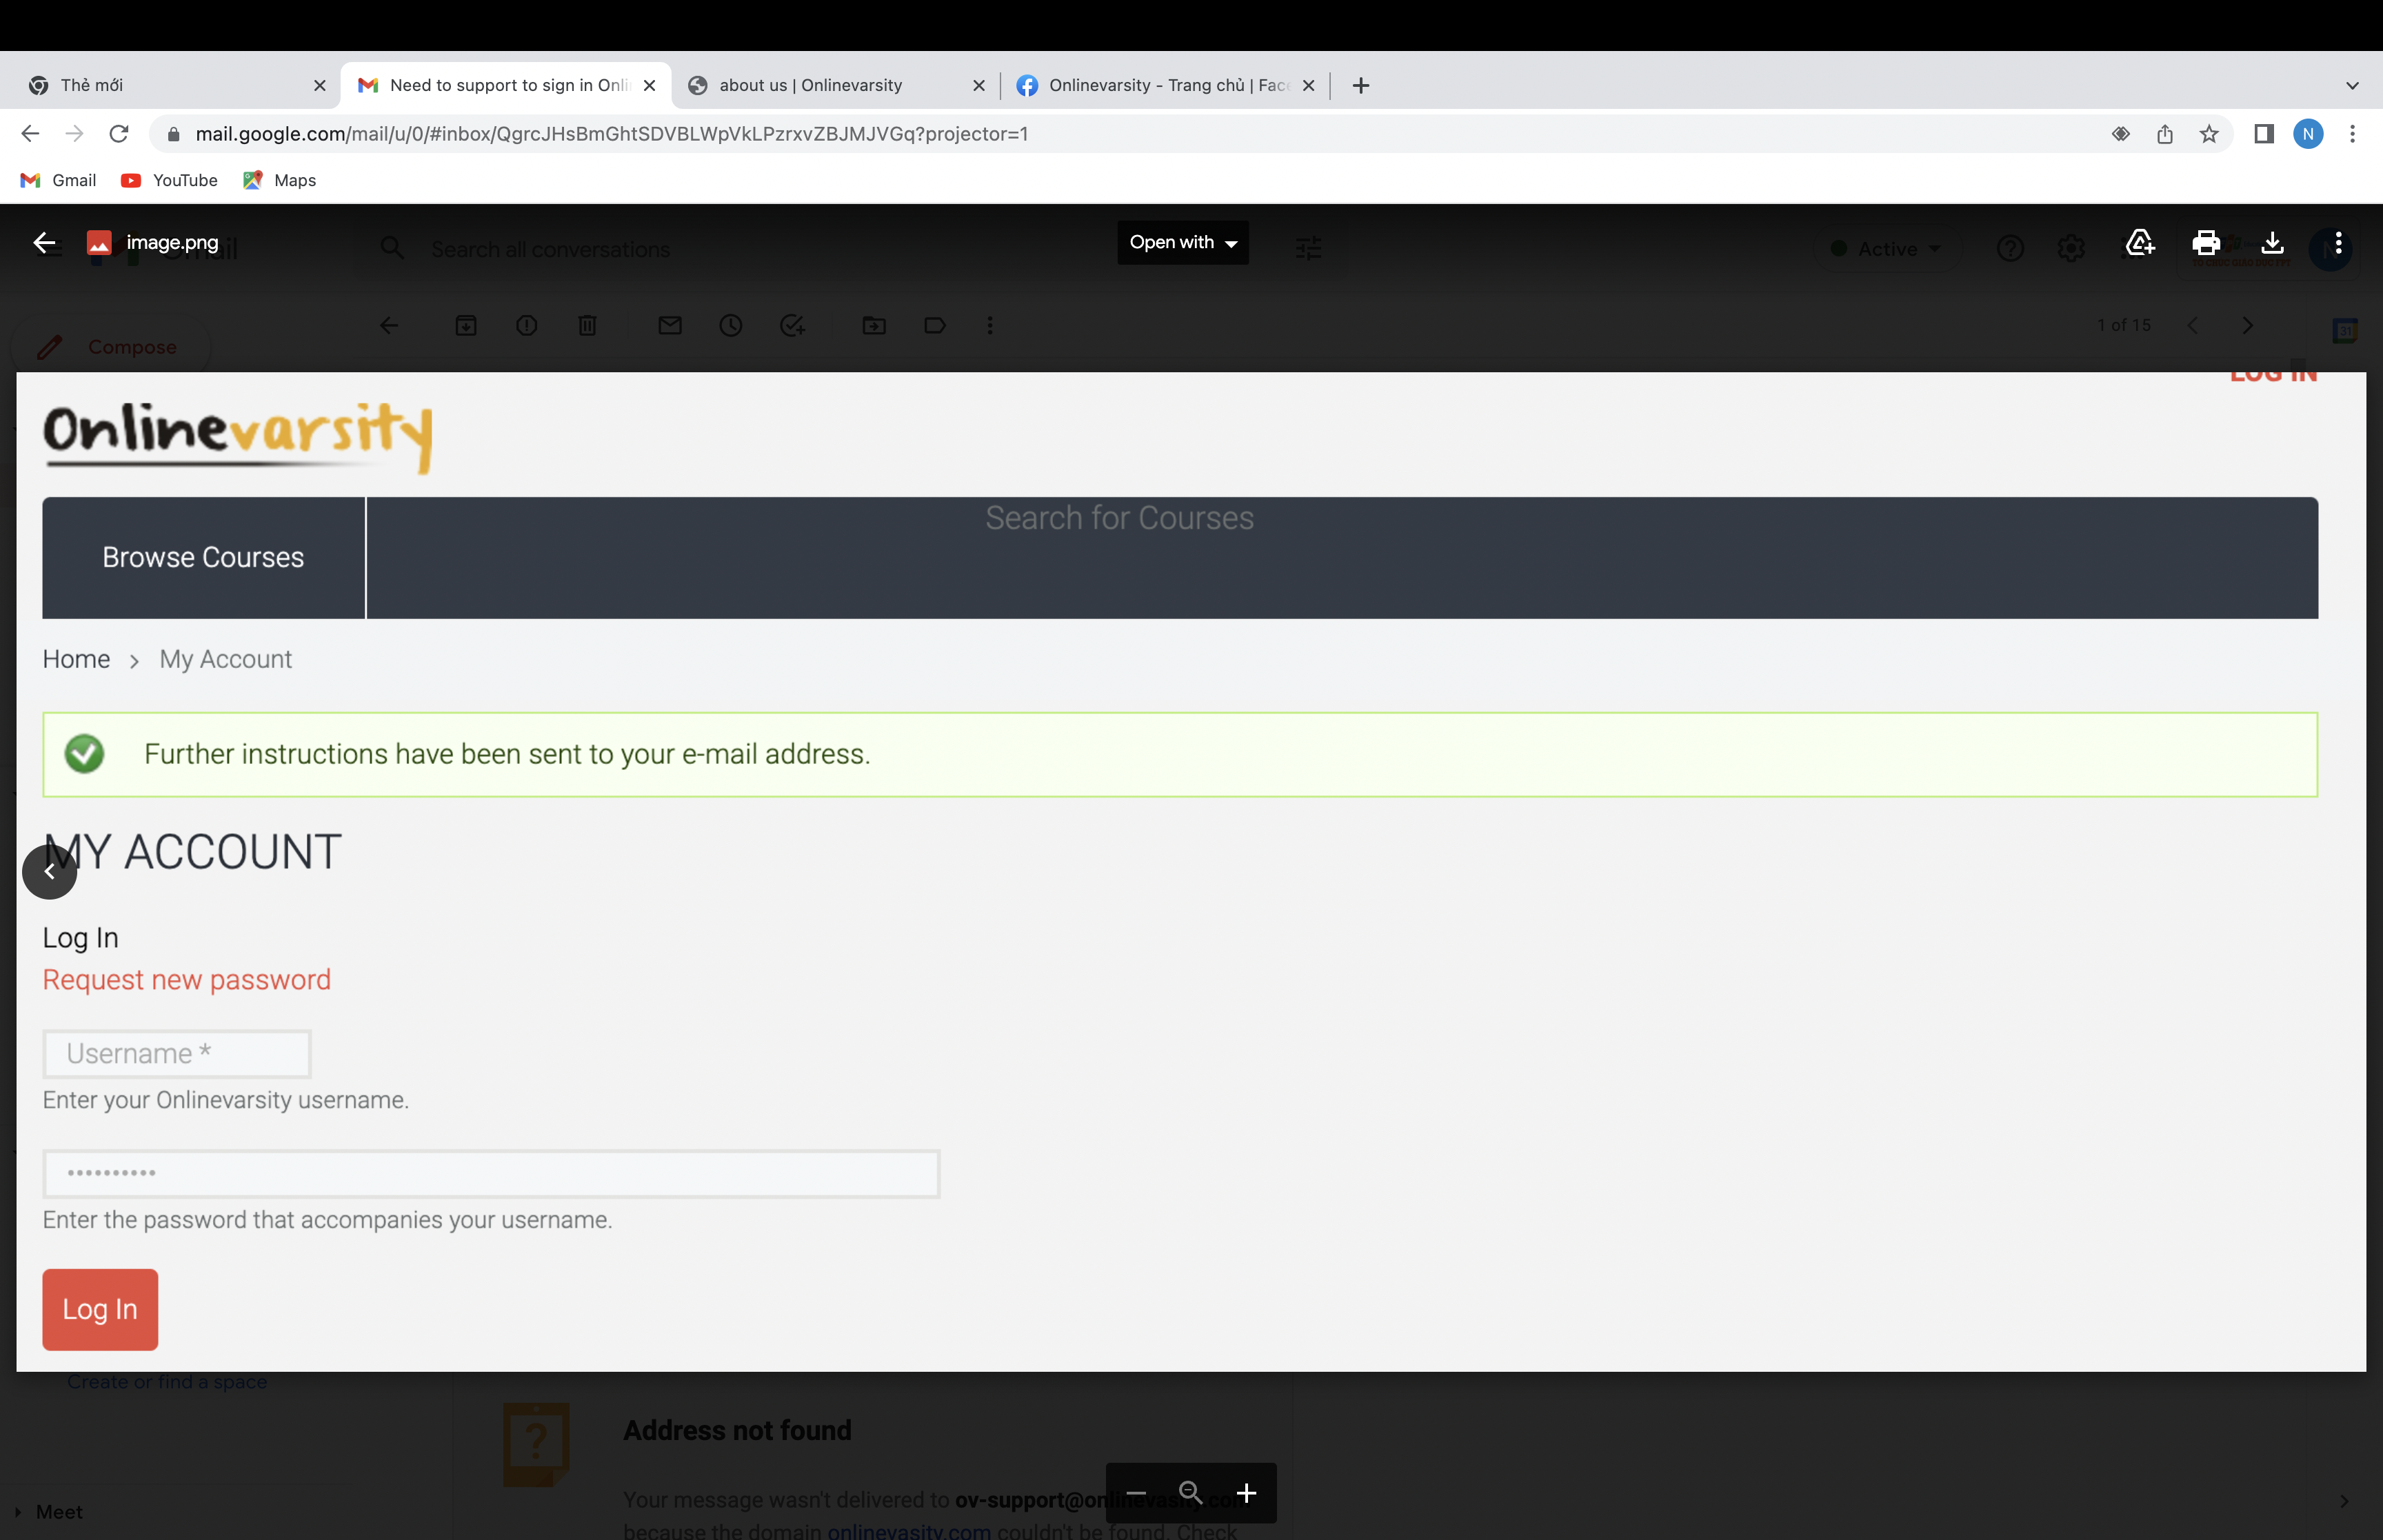 Thẻ mới
Need to support to sign in Onli
about us | Onlinevarsity
Onlinevarsity - Trang chủ | Face
mail.google.com/mail/u/0/#inbox/QgrcJHsBmGhtSDVBLWpVkLPzrxvZBJMJVGq?projector=1
N
Gmail
YouTube
Maps
image.png
Gmail
Search all conversations
Open with
Active
Compose
1 of 15
31
LOG IN
Onlinevarsity
Browse Courses
Search for Courses
Home > My Account
Further instructions have been sent to your e-mail address.
MY ACCOUNT
Log In
Request new password
Username *
Enter your Onlinevarsity username.
••••••••••
Enter the password that accompanies your username.
Log In
Create or find a space
Address not found
Your message wasn't delivered to ov-support@onlinevasity.com
because the domain onlinevasity.com couldn't be found. Check
Meet